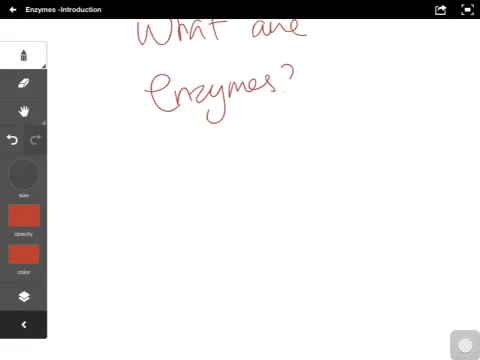 Enzymes -Introduction
What are
Enzymes?
size
opacity
color